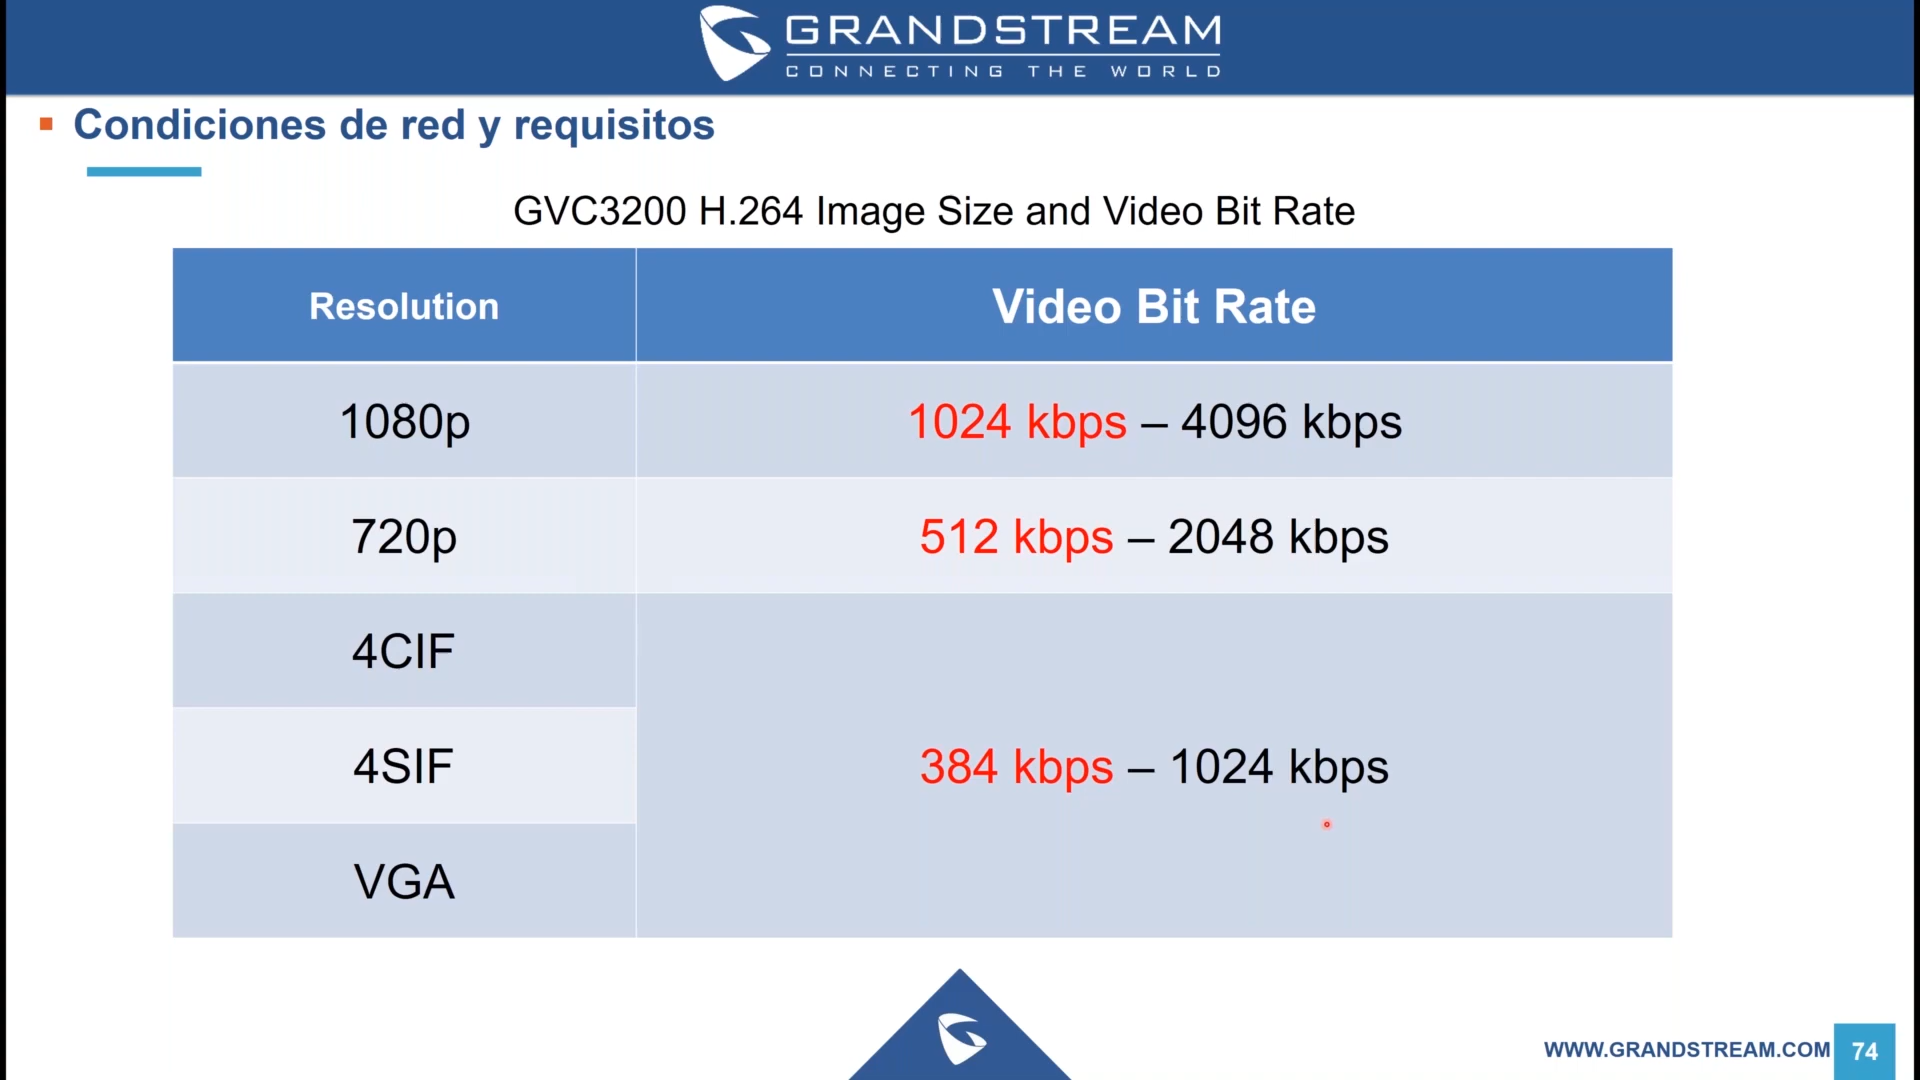 GRANDSTREAM
CONNECTING THE WORLD
Condiciones de red y requisitos
GVC3200 H.264 Image Size and Video Bit Rate
Resolution
Video Bit Rate
1080p
1024 kbps – 4096 kbps
720p
512 kbps – 2048 kbps
4CIF
4SIF
384 kbps – 1024 kbps
VGA
WWW.GRANDSTREAM.COM
74